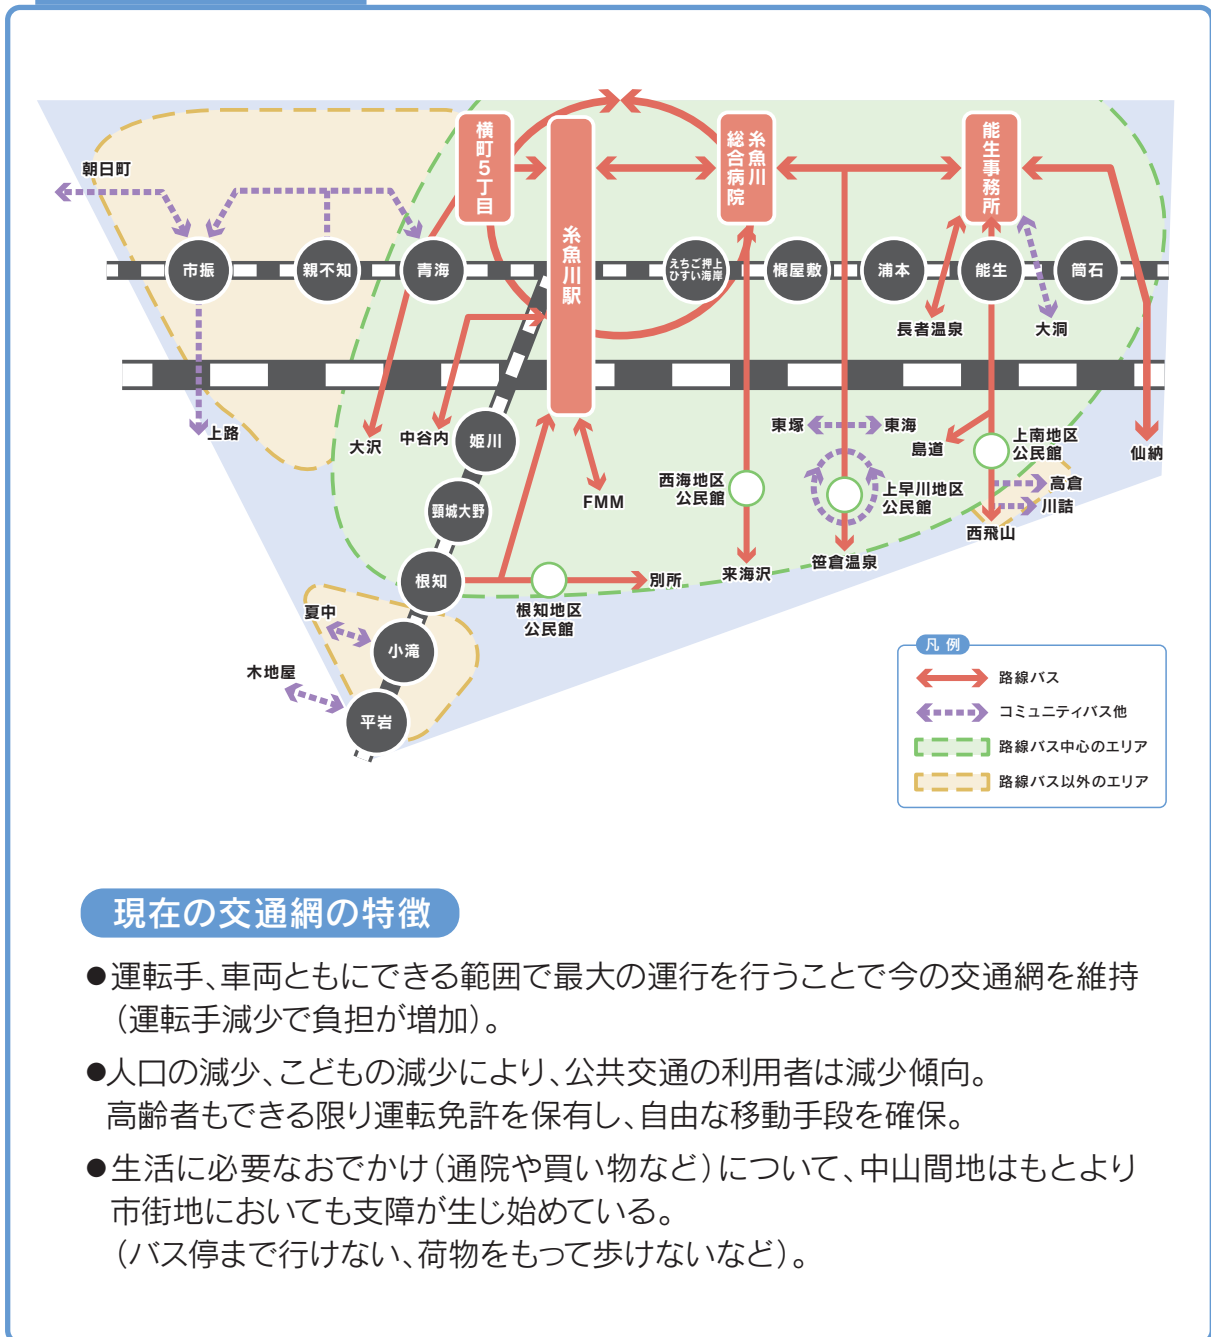 朝日町
市振
親不知
青海
横町5丁目
糸魚川駅
糸魚川
総合病院
能生事務所
えちご押上
ひすい海岸
梶屋敷
浦本
能生
筒石
長者温泉
大洞
上路
大沢
中谷内
姫川
FMM
頸城大野
根知
根知地区
公民館
別所
西海地区
公民館
来海沢
東塚
東海
上早川地区
公民館
笹倉温泉
島道
上南地区
公民館
高倉
川詰
西飛山
仙納
夏中
小滝
木地屋
平岩
凡例
路線バス
コミュニティバス他
路線バス中心のエリア
路線バス以外のエリア
現在の交通網の特徴
●運転手、車両ともにできる範囲で最大の運行を行うことで今の交通網を維持
（運転手減少で負担が増加）。
●人口の減少、こどもの減少により、公共交通の利用者は減少傾向。
高齢者もできる限り運転免許を保有し、自由な移動手段を確保。
●生活に必要なおでかけ（通院や買い物など）について、中山間地はもとより
市街地においても支障が生じ始めている。
（バス停まで行けない、荷物をもって歩けないなど）。